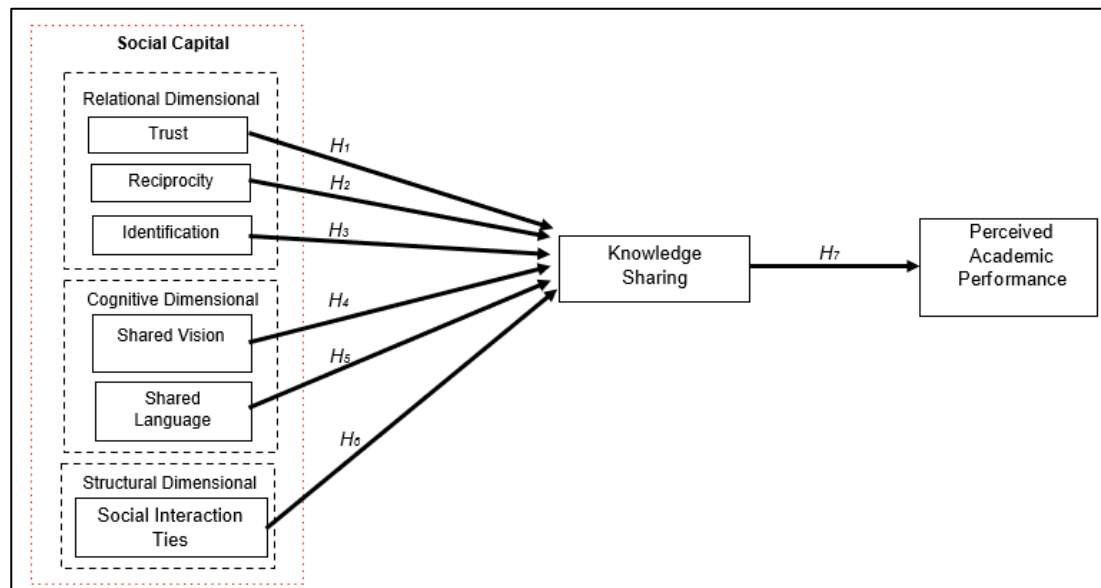 Social Capital
Relational Dimensional
Trust
Reciprocity
Identification
Cognitive Dimensional
Shared Vision
Shared
Language
Structural Dimensional
Social Interaction
Ties
H1
H2
H3
H4
H5
H6
Knowledge
Sharing
H7
Perceived
Academic
Performance